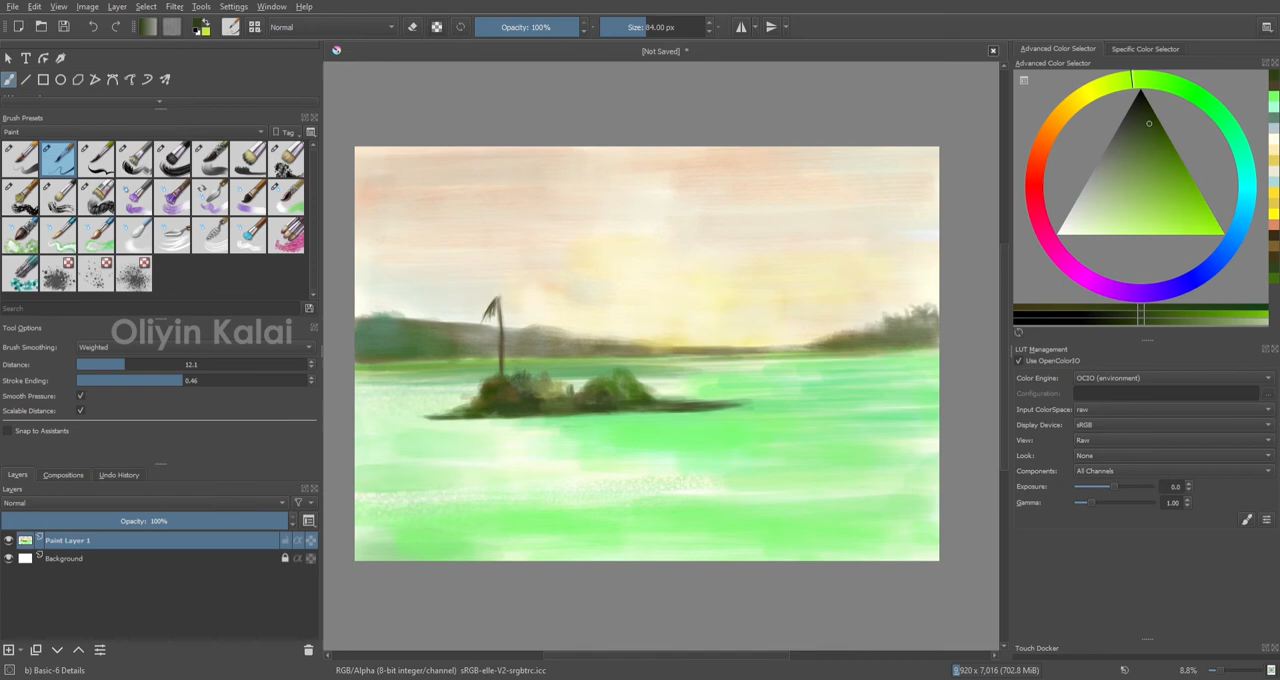 File Edit View Image Layer Select Filter Tools Settings Window Help
Normal
Opacity: 100%
Size: 84.00 px
[Not Saved] *
Advanced Color Selector
Specific Color Selector
Advanced Color Selector
Brush Presets
Paint
Tag
Search
Oliyin Kalai
Tool Options
Brush Smoothing: Weighted
Distance: 12.1
Stroke Ending: 0.46
Smooth Pressure:
Scalable Distance:
Snap to Assistants
Layers Compositions Undo History
Layers
Normal
Opacity: 100%
Paint Layer 1
Background
b) Basic-6 Details
RGB/Alpha (8-bit integer/channel) sRGB-elle-V2-srgbtrc.icc
9,920 x 7,016 (702.8 MiB)
8.8%
LUT Management
Use OpenColorIO
Color Engine: OCIO (environment)
Configuration:
Input ColorSpace: raw
Display Device: sRGB
View: Raw
Look: None
Components: All Channels
Exposure: 0.0
Gamma: 1.00
Touch Docker